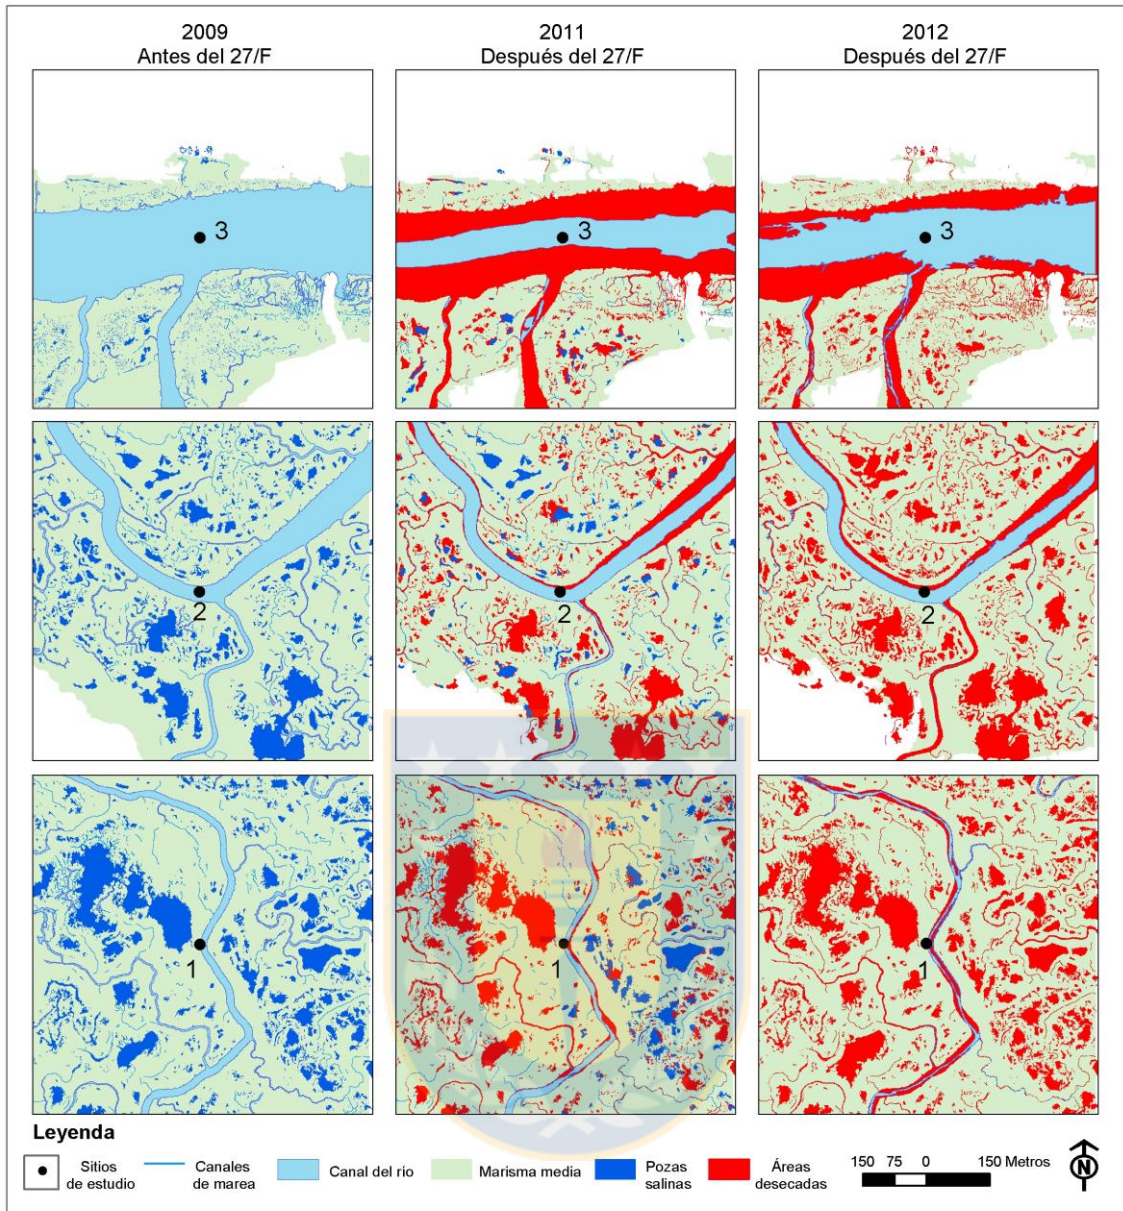 2009
Antes del 27/F
2011
Después del 27/F
2012
Después del 27/F
3
3
3
2
2
2
1
1
1
Leyenda
Sitios
de estudio
Canales
de marea
Canal del río
Marisma media
Pozas
salinas
Áreas
desecadas
150 75 0 150 Metros
N